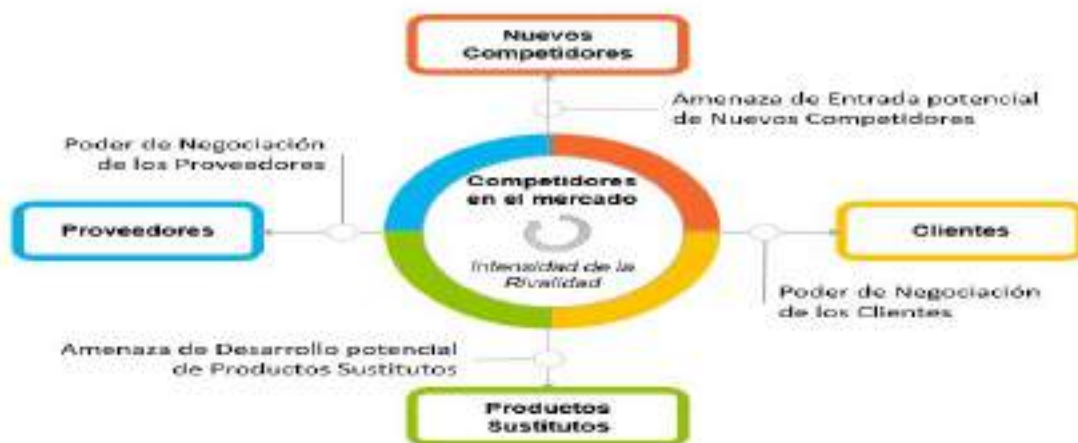 Nuevos
Competidores
Amenaza de Entrada potencial
de Nuevos Competidores
Poder de Negociación
de los Proveedores
Competidores
en el mercado
Proveedores
Clientes
Intensidad de la
Rivalidad
Poder de Negociación
de los Clientes
Amenaza de Desarrollo potencial
de Productos Sustitutos
Productos
Sustitutos